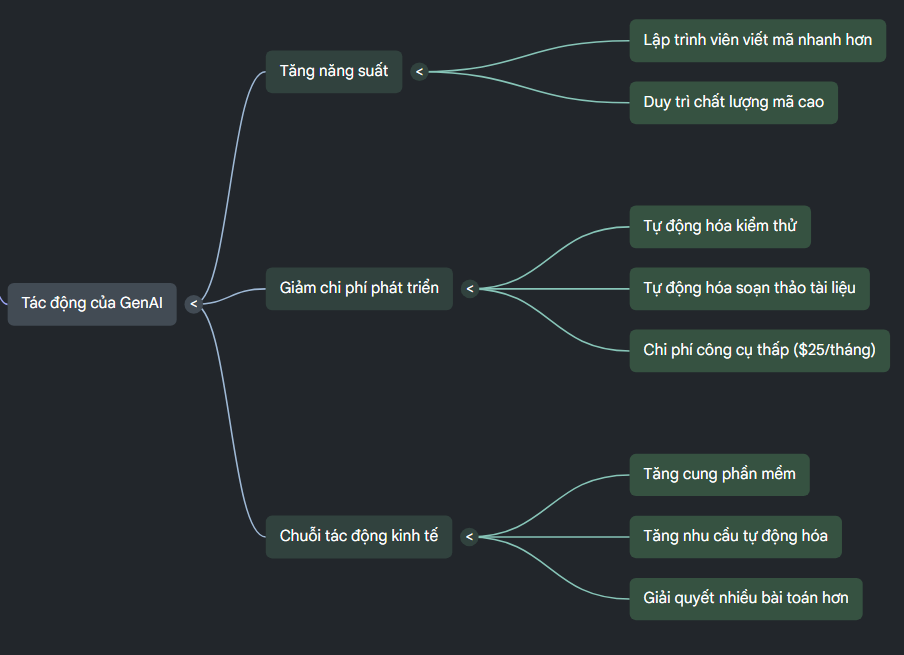 Tác động của GenAI
<
Tăng năng suất
<
Lập trình viên viết mã nhanh hơn
Duy trì chất lượng mã cao
Giảm chi phí phát triển
<
Tự động hóa kiểm thử
Tự động hóa soạn thảo tài liệu
Chi phí công cụ thấp ($25/tháng)
Chuỗi tác động kinh tế
<
Tăng cung phần mềm
Tăng nhu cầu tự động hóa
Giải quyết nhiều bài toán hơn